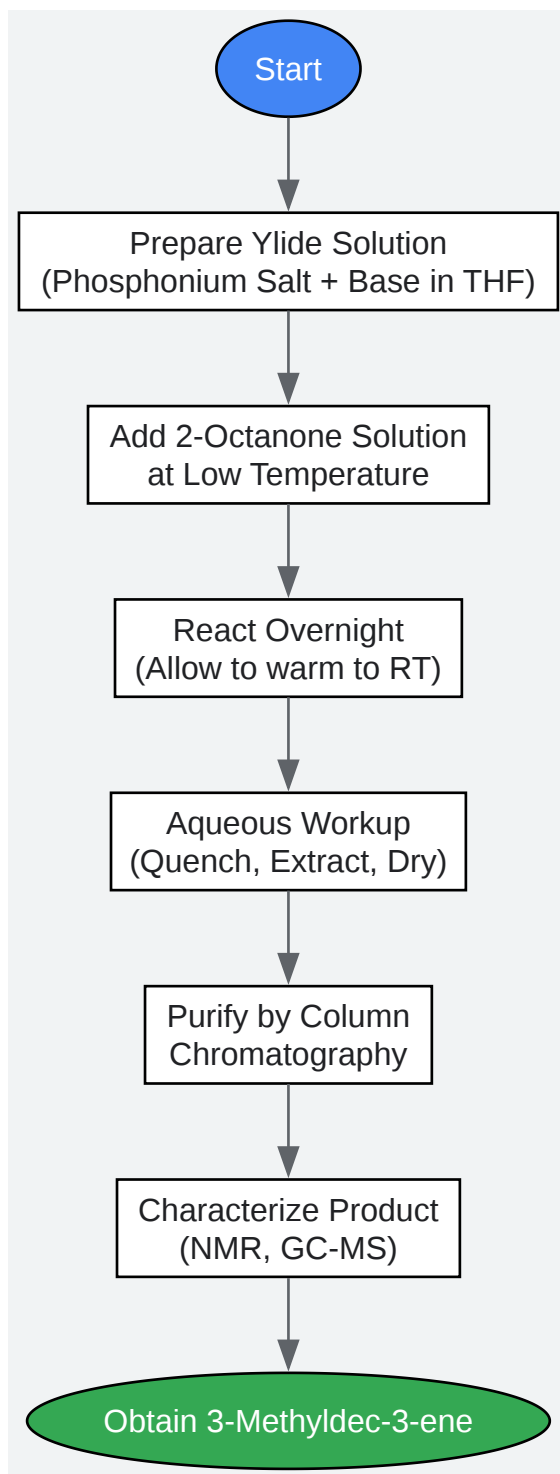 Start
Prepare Ylide Solution
(Phosphonium Salt + Base in THF)
Add 2-Octanone Solution
at Low Temperature
React Overnight
(Allow to warm to RT)
Aqueous Workup
(Quench, Extract, Dry)
Purify by Column
Chromatography
Characterize Product
(NMR, GC-MS)
Obtain 3-Methyldec-3-ene